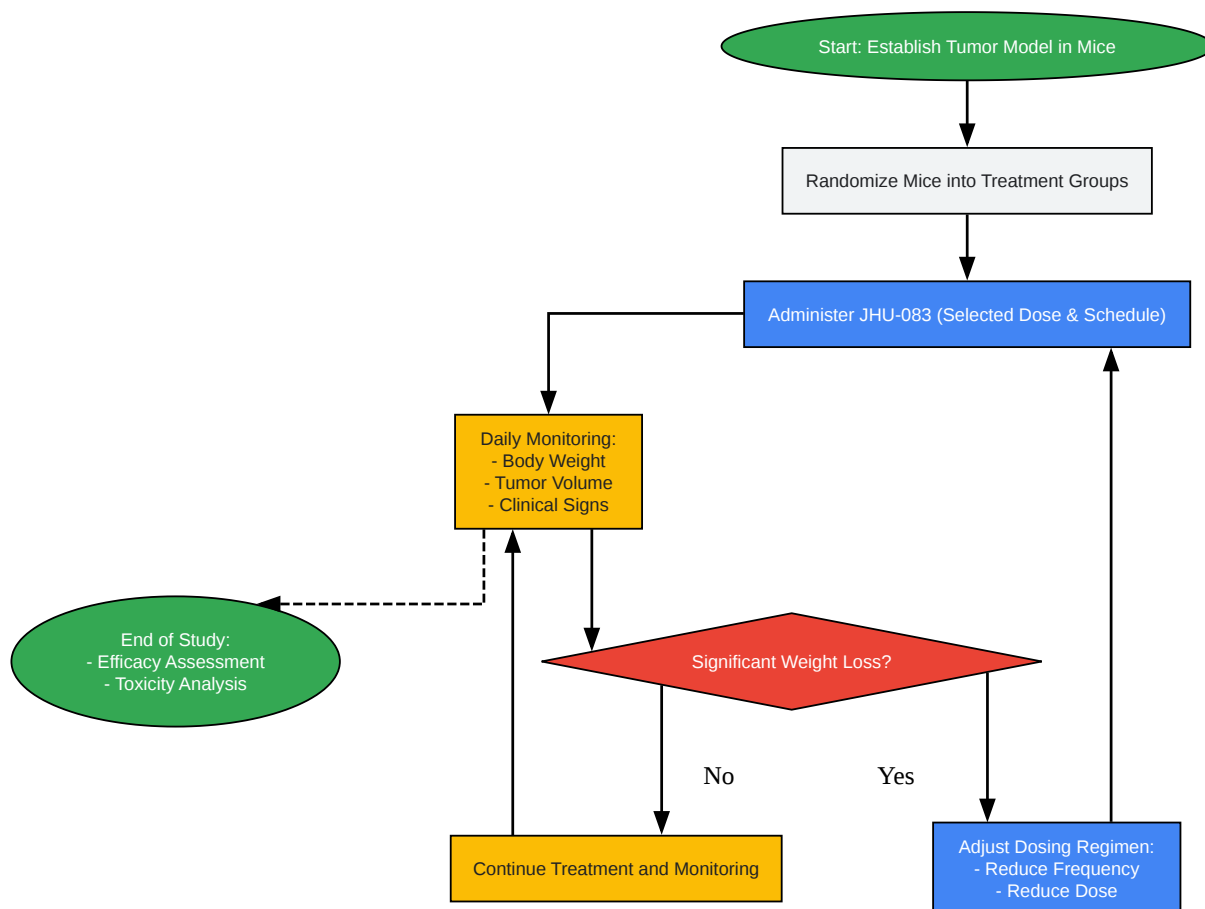 Start: Establish Tumor Model in Mice
Randomize Mice into Treatment Groups
Administer JHU-083 (Selected Dose & Schedule)
Daily Monitoring:
- Body Weight
- Tumor Volume
- Clinical Signs
End of Study:
- Efficacy Assessment
- Toxicity Analysis
Significant Weight Loss?
No
Yes
Continue Treatment and Monitoring
Adjust Dosing Regimen:
- Reduce Frequency
- Reduce Dose